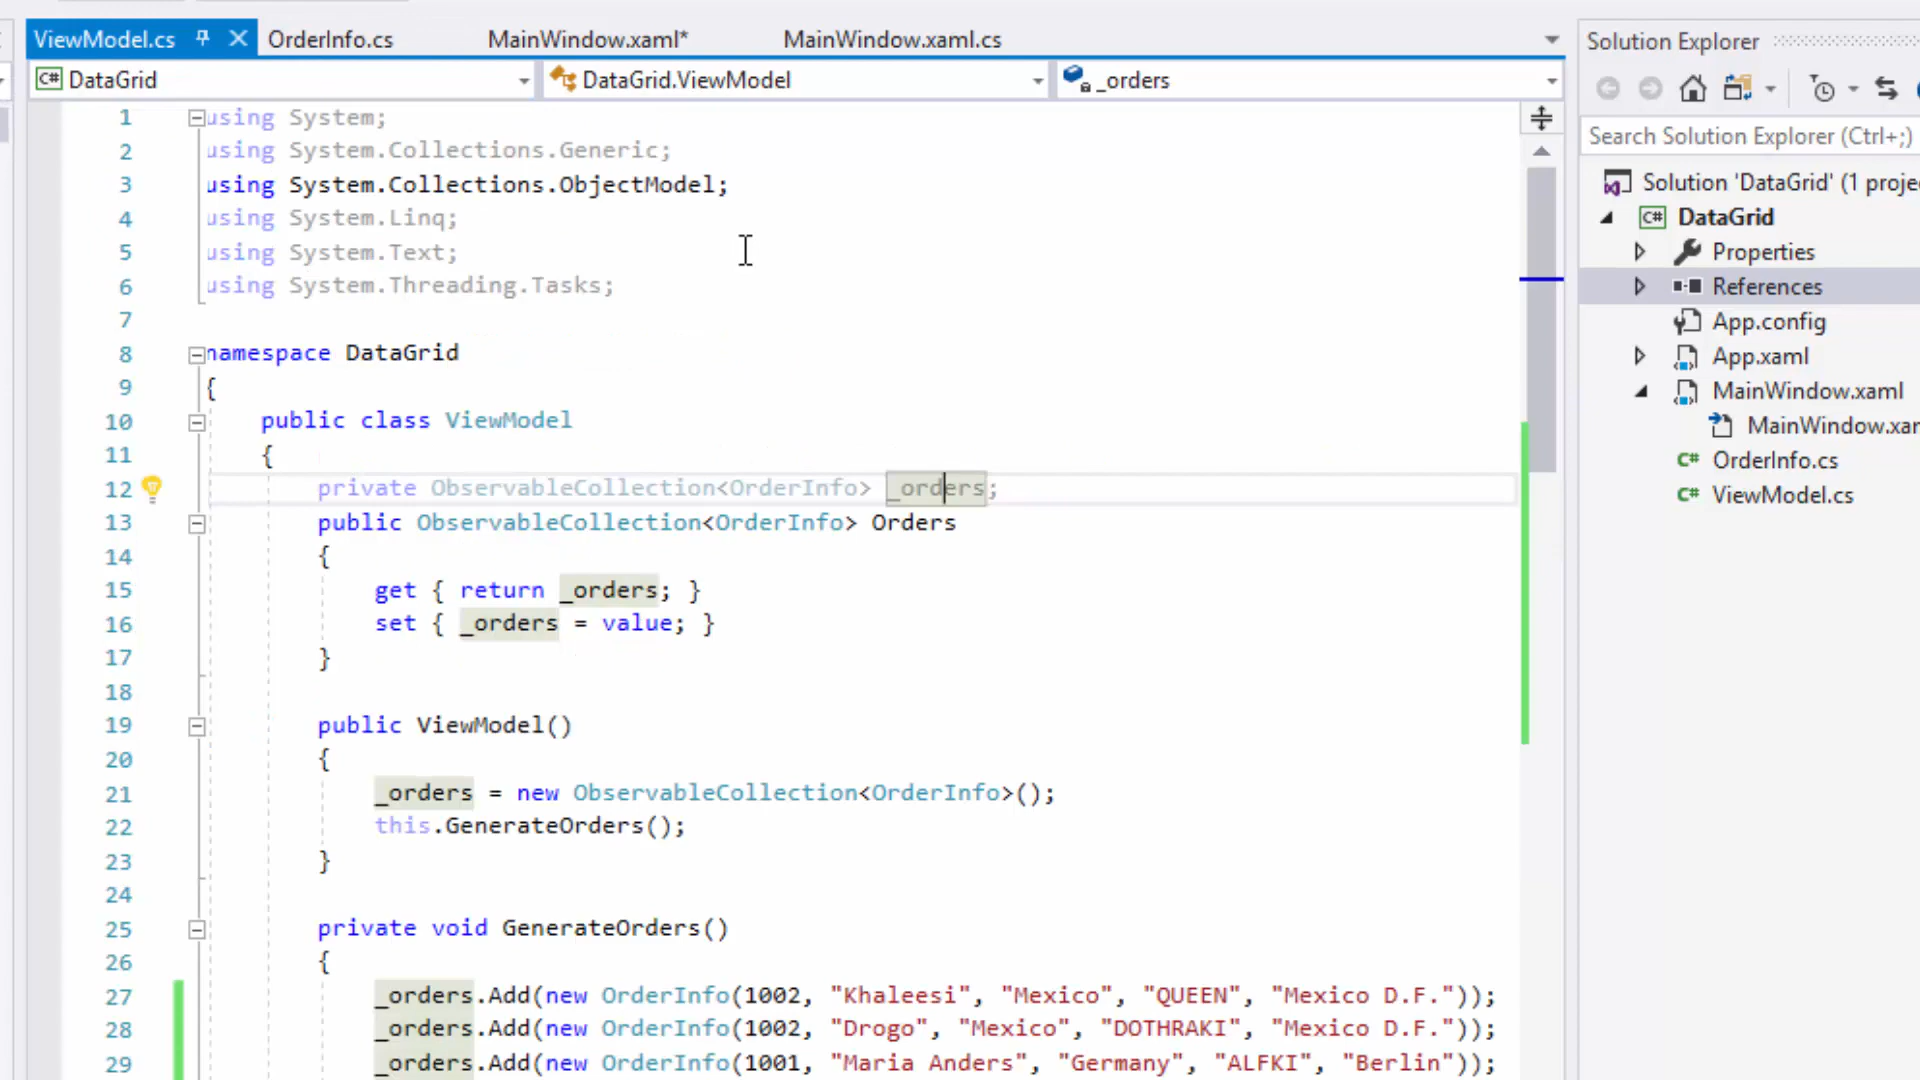 ViewModel.cs OrderInfo.cs MainWindow.xaml* MainWindow.xaml.cs
DataGrid DataGrid.ViewModel _orders
1 using System;
2 using System.Collections.Generic;
3 using System.Collections.ObjectModel;
4 using System.Linq;
5 using System.Text;
6 using System.Threading.Tasks;
7
8 namespace DataGrid
9 {
10 public class ViewModel
11 {
12 private ObservableCollection<OrderInfo> _orders;
13 public ObservableCollection<OrderInfo> Orders
14 {
15 get { return _orders; }
16 set { _orders = value; }
17 }
18
19 public ViewModel()
20 {
21 _orders = new ObservableCollection<OrderInfo>();
22 this.GenerateOrders();
23 }
24
25 private void GenerateOrders()
26 {
27 _orders.Add(new OrderInfo(1002, "Khaleesi", "Mexico", "QUEEN", "Mexico D.F."));
28 _orders.Add(new OrderInfo(1002, "Drogo", "Mexico", "DOTHRAKI", "Mexico D.F."));
29 _orders.Add(new OrderInfo(1001, "Maria Anders", "Germany", "ALFKI", "Berlin"));
Solution Explorer
Search Solution Explorer (Ctrl+;)
Solution 'DataGrid' (1 proje
C# DataGrid
Properties
References
App.config
App.xaml
MainWindow.xaml
MainWindow.xar
C# OrderInfo.cs
C# ViewModel.cs